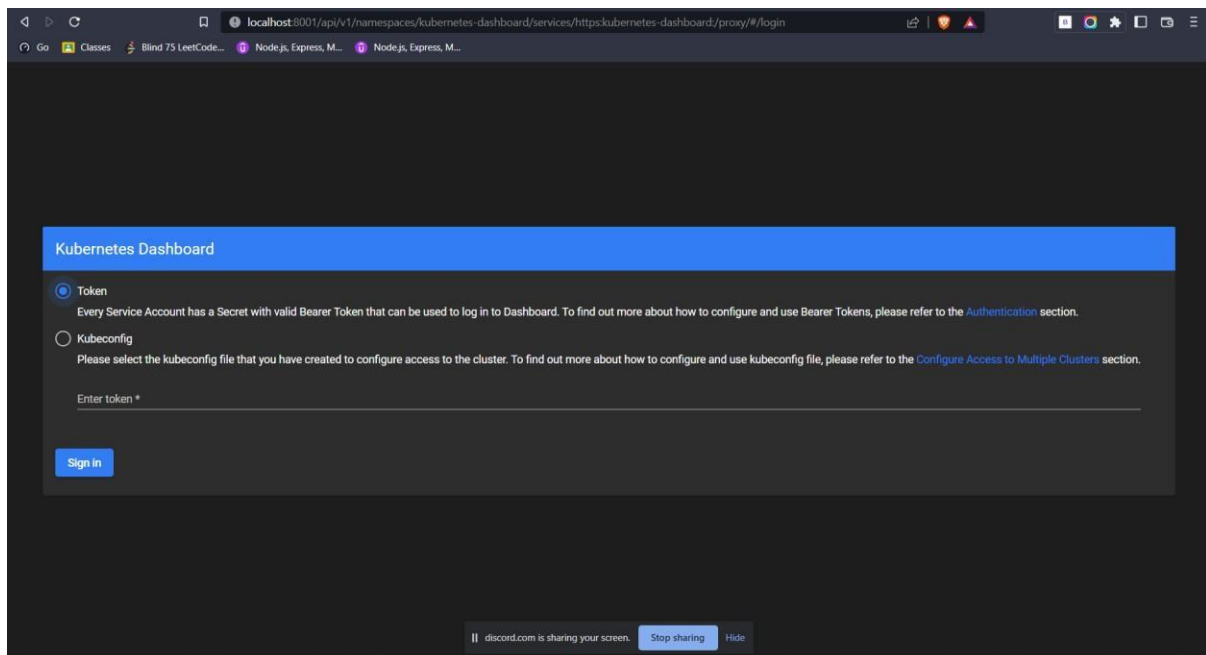 localhost:8001/api/v1/namespaces/kubernetes-dashboard/services/https:kubernetes-dashboard:/proxy/#/login
Go Classes Blind 75 LeetCode... Node.js, Express, M... Node.js, Express, M...
Kubernetes Dashboard
Token
Every Service Account has a Secret with valid Bearer Token that can be used to log in to Dashboard. To find out more about how to configure and use Bearer Tokens, please refer to the Authentication section.
Kubeconfig
Please select the kubeconfig file that you have created to configure access to the cluster. To find out more about how to configure and use kubeconfig file, please refer to the Configure Access to Multiple Clusters section.
Enter token *
Sign in
discord.com is sharing your screen. Stop sharing Hide